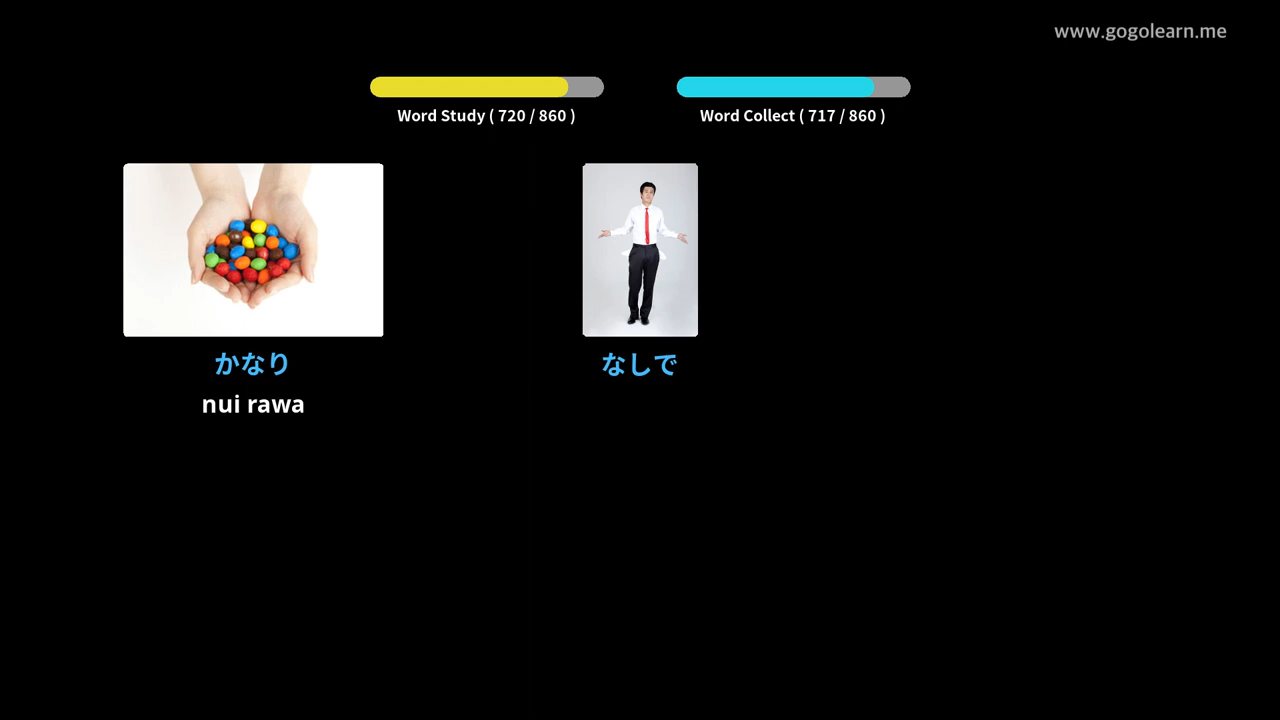 www.gogolearn.me
Word Study ( 720 / 860 )
Word Collect ( 717 / 860 )
かなり
なしで
nui rawa